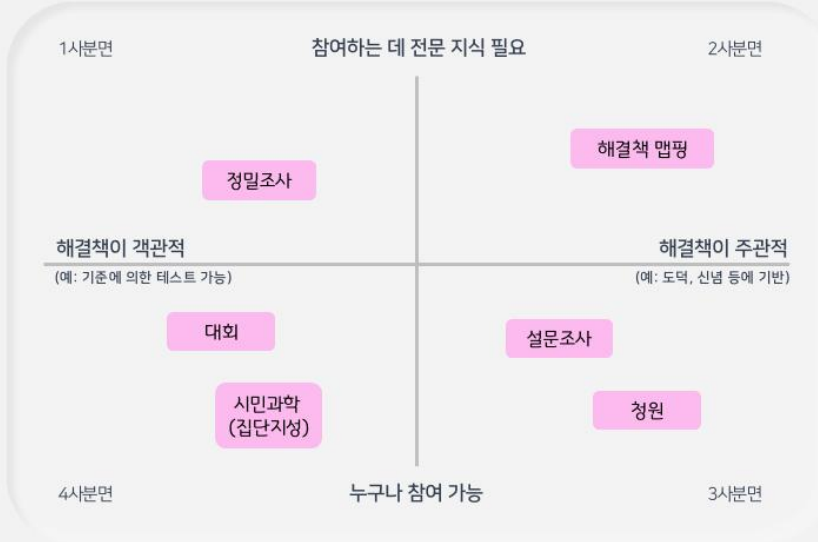 1사분면
참여하는 데 전문 지식 필요
2사분면
해결책 맵핑
정밀조사
해결책이 객관적
해결책이 주관적
(예: 기준에 의한 테스트 가능)
(예: 도덕, 신념 등에 기반)
대회
설문조사
시민과학
(집단지성)
청원
4사분면
누구나 참여 가능
3사분면